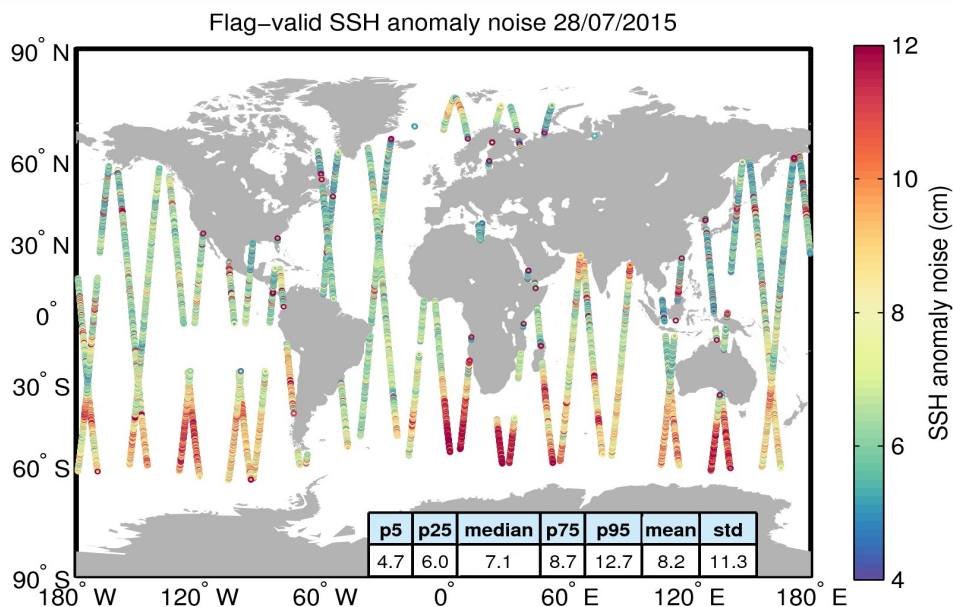 Flag−valid SSH anomaly noise 28/07/2015
90° N
60° N
30° N
0°
30° S
60° S
90° S
180° W
120° W
60° W
0°
60° E
120° E
180° E
p5 p25 median p75 p95 mean std
4.7 6.0 7.1 8.7 12.7 8.2 11.3
12
10
8
6
4
SSH anomaly noise (cm)